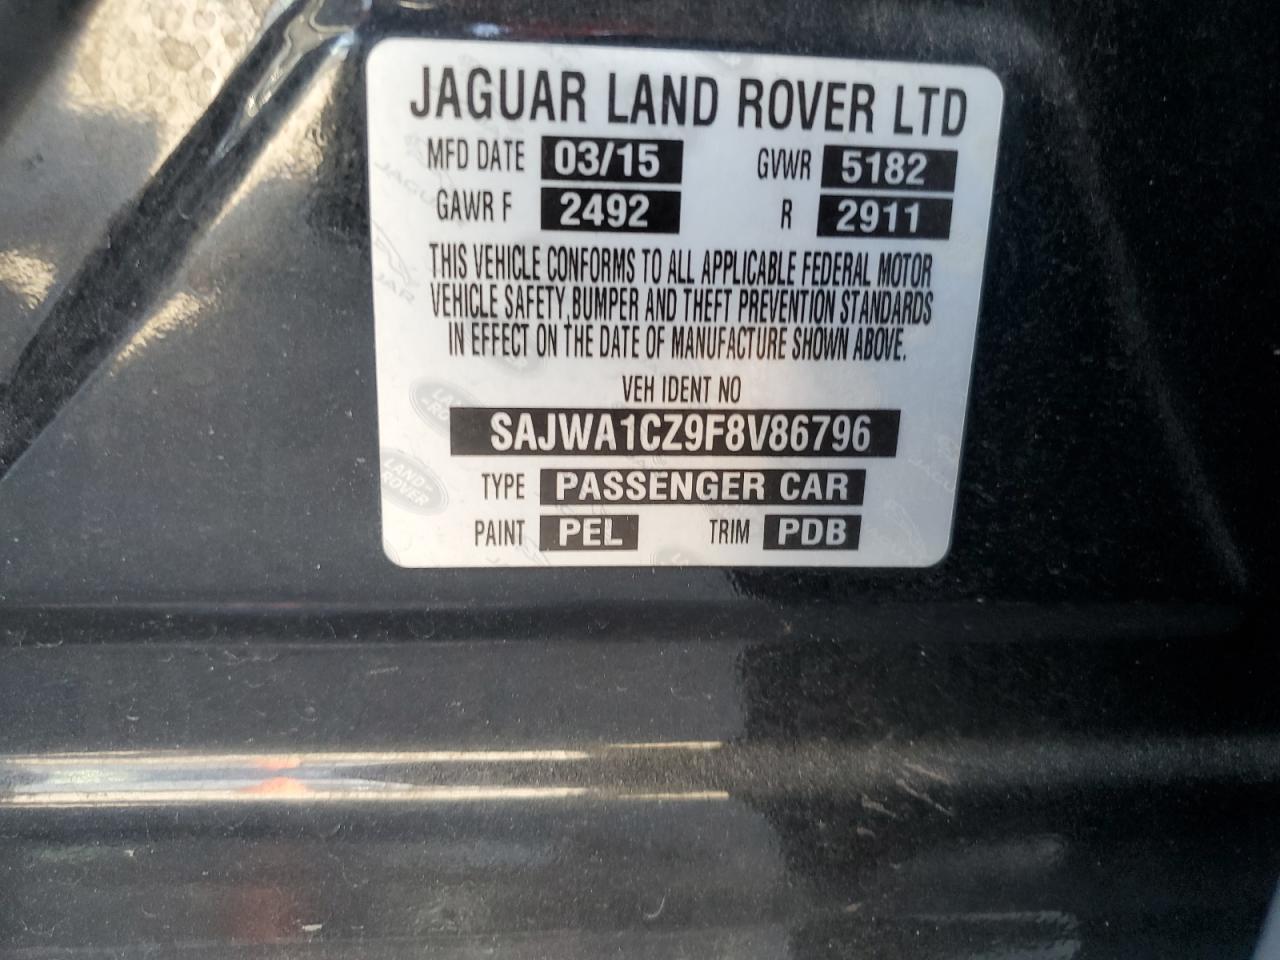 JAGUAR LAND ROVER LTD
MFD DATE 03/15 GVWR 5182
GAWR F 2492 R 2911
THIS VEHICLE CONFORMS TO ALL APPLICABLE FEDERAL MOTOR
VEHICLE SAFETY, BUMPER AND THEFT PREVENTION STANDARDS
IN EFFECT ON THE DATE OF MANUFACTURE SHOWN ABOVE.
VEH IDENT NO
SAJWA1CZ9F8V86796
TYPE PASSENGER CAR
PAINT PEL TRIM PDB
LAND-
ROVER